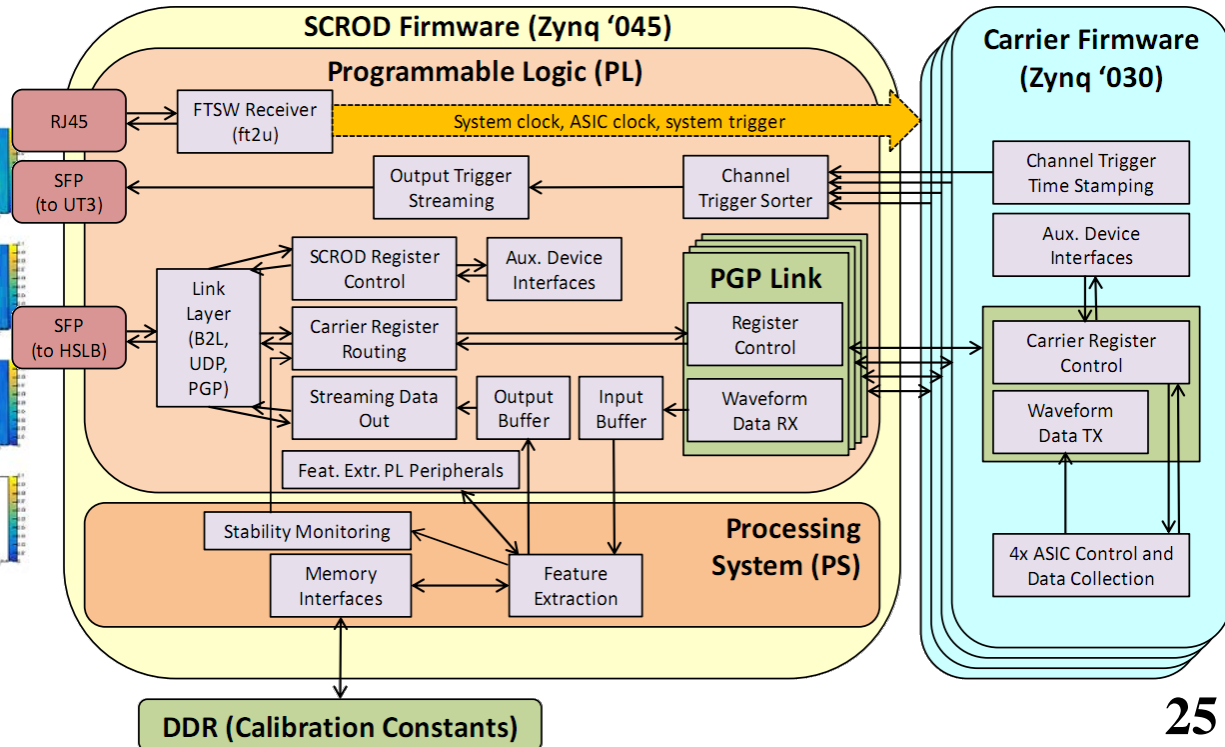 SCROD Firmware (Zynq ‘045)
Carrier Firmware
(Zynq ‘030)
Programmable Logic (PL)
RJ45
FTSW Receiver
(ft2u)
System clock, ASIC clock, system trigger
SFP
(to UT3)
Output Trigger
Streaming
Channel
Trigger Sorter
Channel Trigger
Time Stamping
Aux. Device
Interfaces
SCROD Register
Control
Aux. Device
Interfaces
PGP Link
SFP
(to HSLB)
Link
Layer
(B2L,
UDP,
PGP)
Carrier Register
Routing
Register
Control
Carrier Register
Control
Streaming Data
Out
Output
Buffer
Input
Buffer
Waveform
Data RX
Waveform
Data TX
Feat. Extr. PL Peripherals
Stability Monitoring
Processing
System (PS)
Memory
Interfaces
Feature
Extraction
4x ASIC Control and
Data Collection
DDR (Calibration Constants)
25